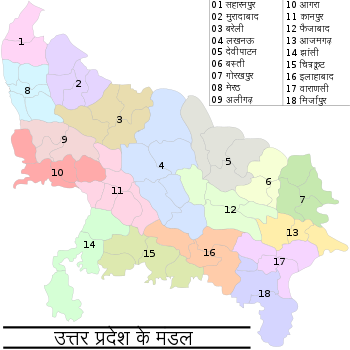 01 सहारनपुर
02 मुरादाबाद
03 बरेली
04 लखनऊ
05 देवीपाटन
06 बस्ती
07 गोरखपुर
08 मेरठ
09 अलीगढ़
10 आगरा
11 कानपुर
12 फैजाबाद
13 आजमगढ़
14 झांसी
15 चित्रकूट
16 इलाहाबाद
17 वाराणसी
18 मिर्जापुर
1
2
8
3
9
4
5
6
10
11
7
12
13
14
15
16
17
18
उत्तर प्रदेश के मडल